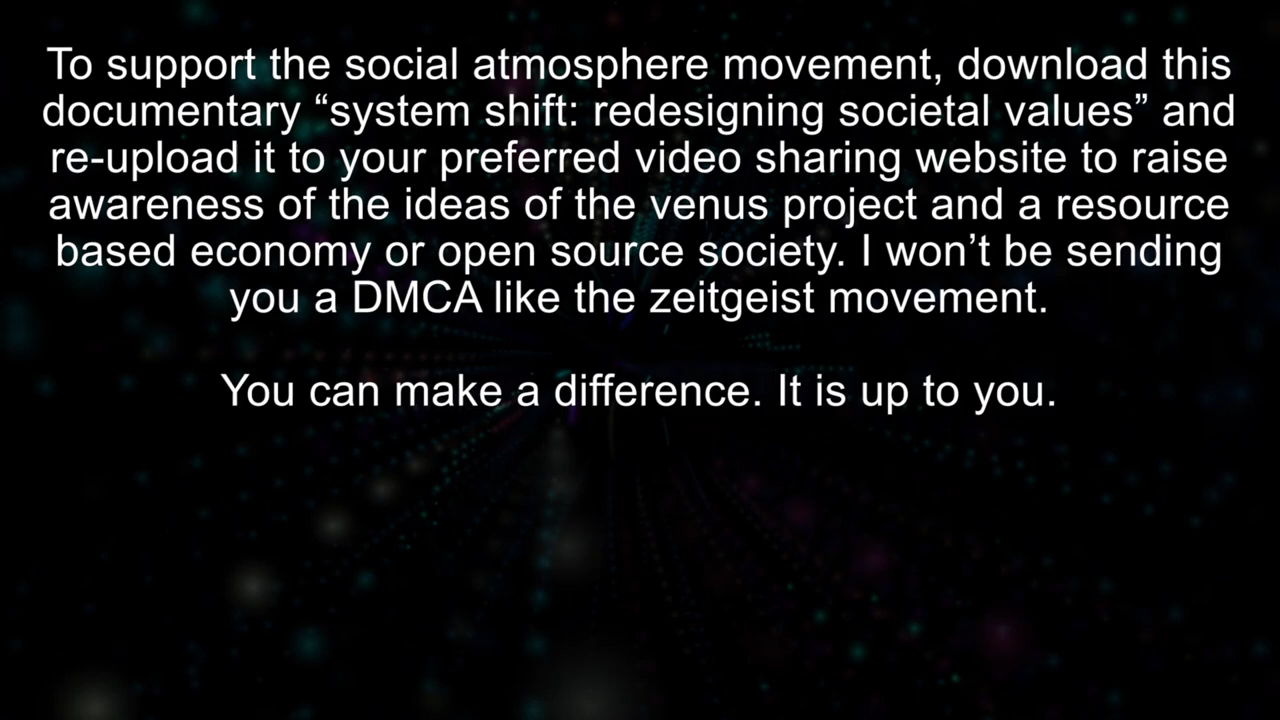 To support the social atmosphere movement, download this
documentary “system shift: redesigning societal values” and
re-upload it to your preferred video sharing website to raise
awareness of the ideas of the venus project and a resource
based economy or open source society. I won’t be sending
you a DMCA like the zeitgeist movement.
You can make a difference. It is up to you.